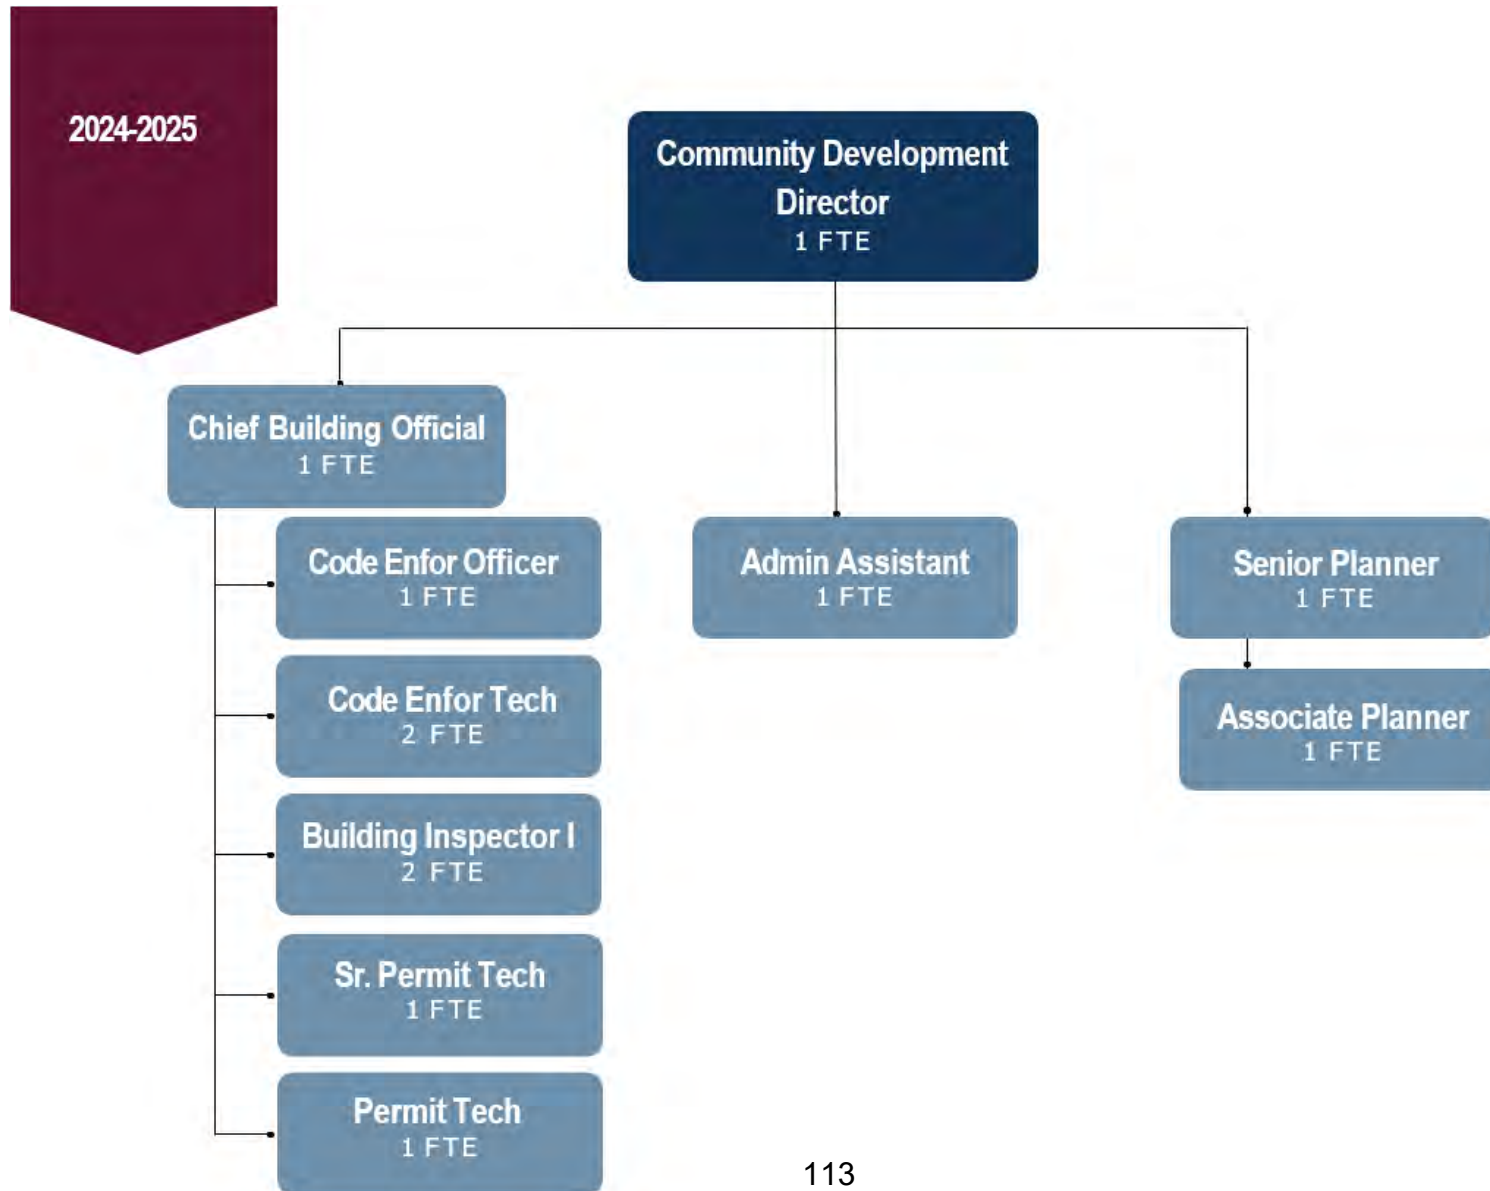 2024-2025
Community Development
Director
1 FTE
Chief Building Official
1 FTE
Code Enfor Officer
1 FTE
Code Enfor Tech
2 FTE
Building Inspector I
2 FTE
Sr. Permit Tech
1 FTE
Permit Tech
1 FTE
Admin Assistant
1 FTE
Senior Planner
1 FTE
Associate Planner
1 FTE
113